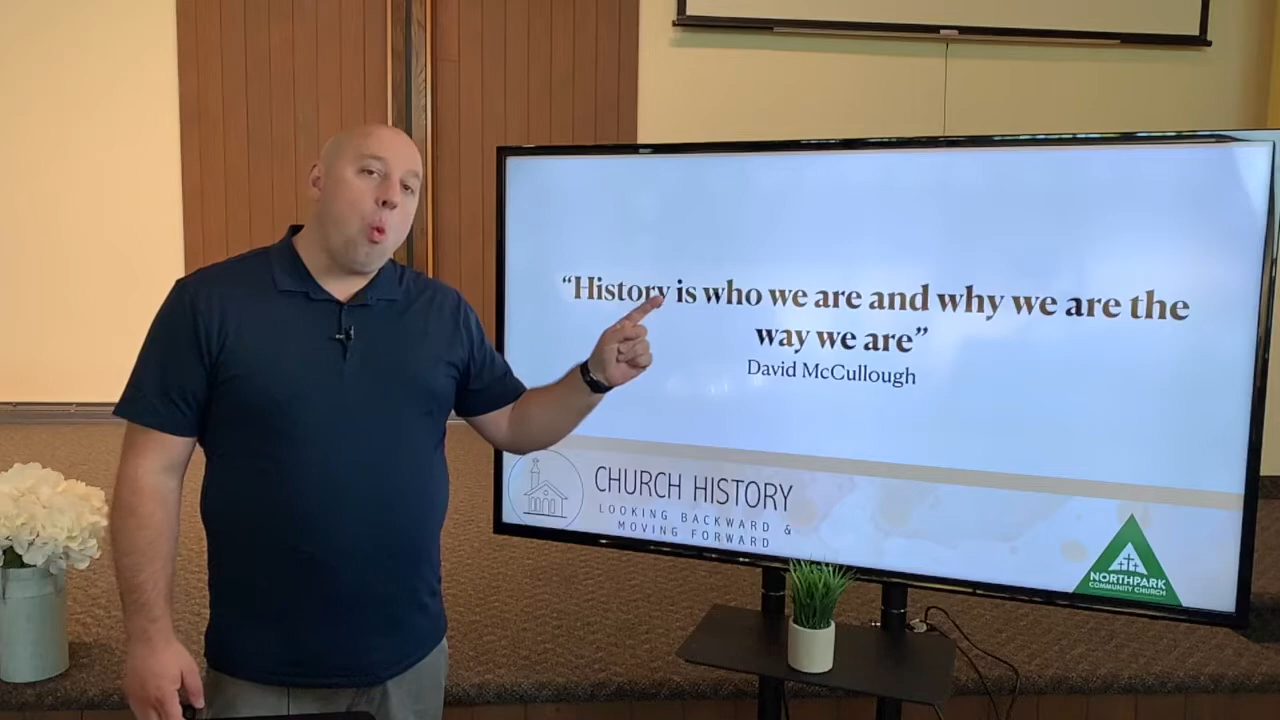 “History is who we are and why we are the
way we are”
David McCullough
CHURCH HISTORY
LOOKING BACKWARD &
MOVING FORWARD
NORTHPARK
COMMUNITY CHURCH